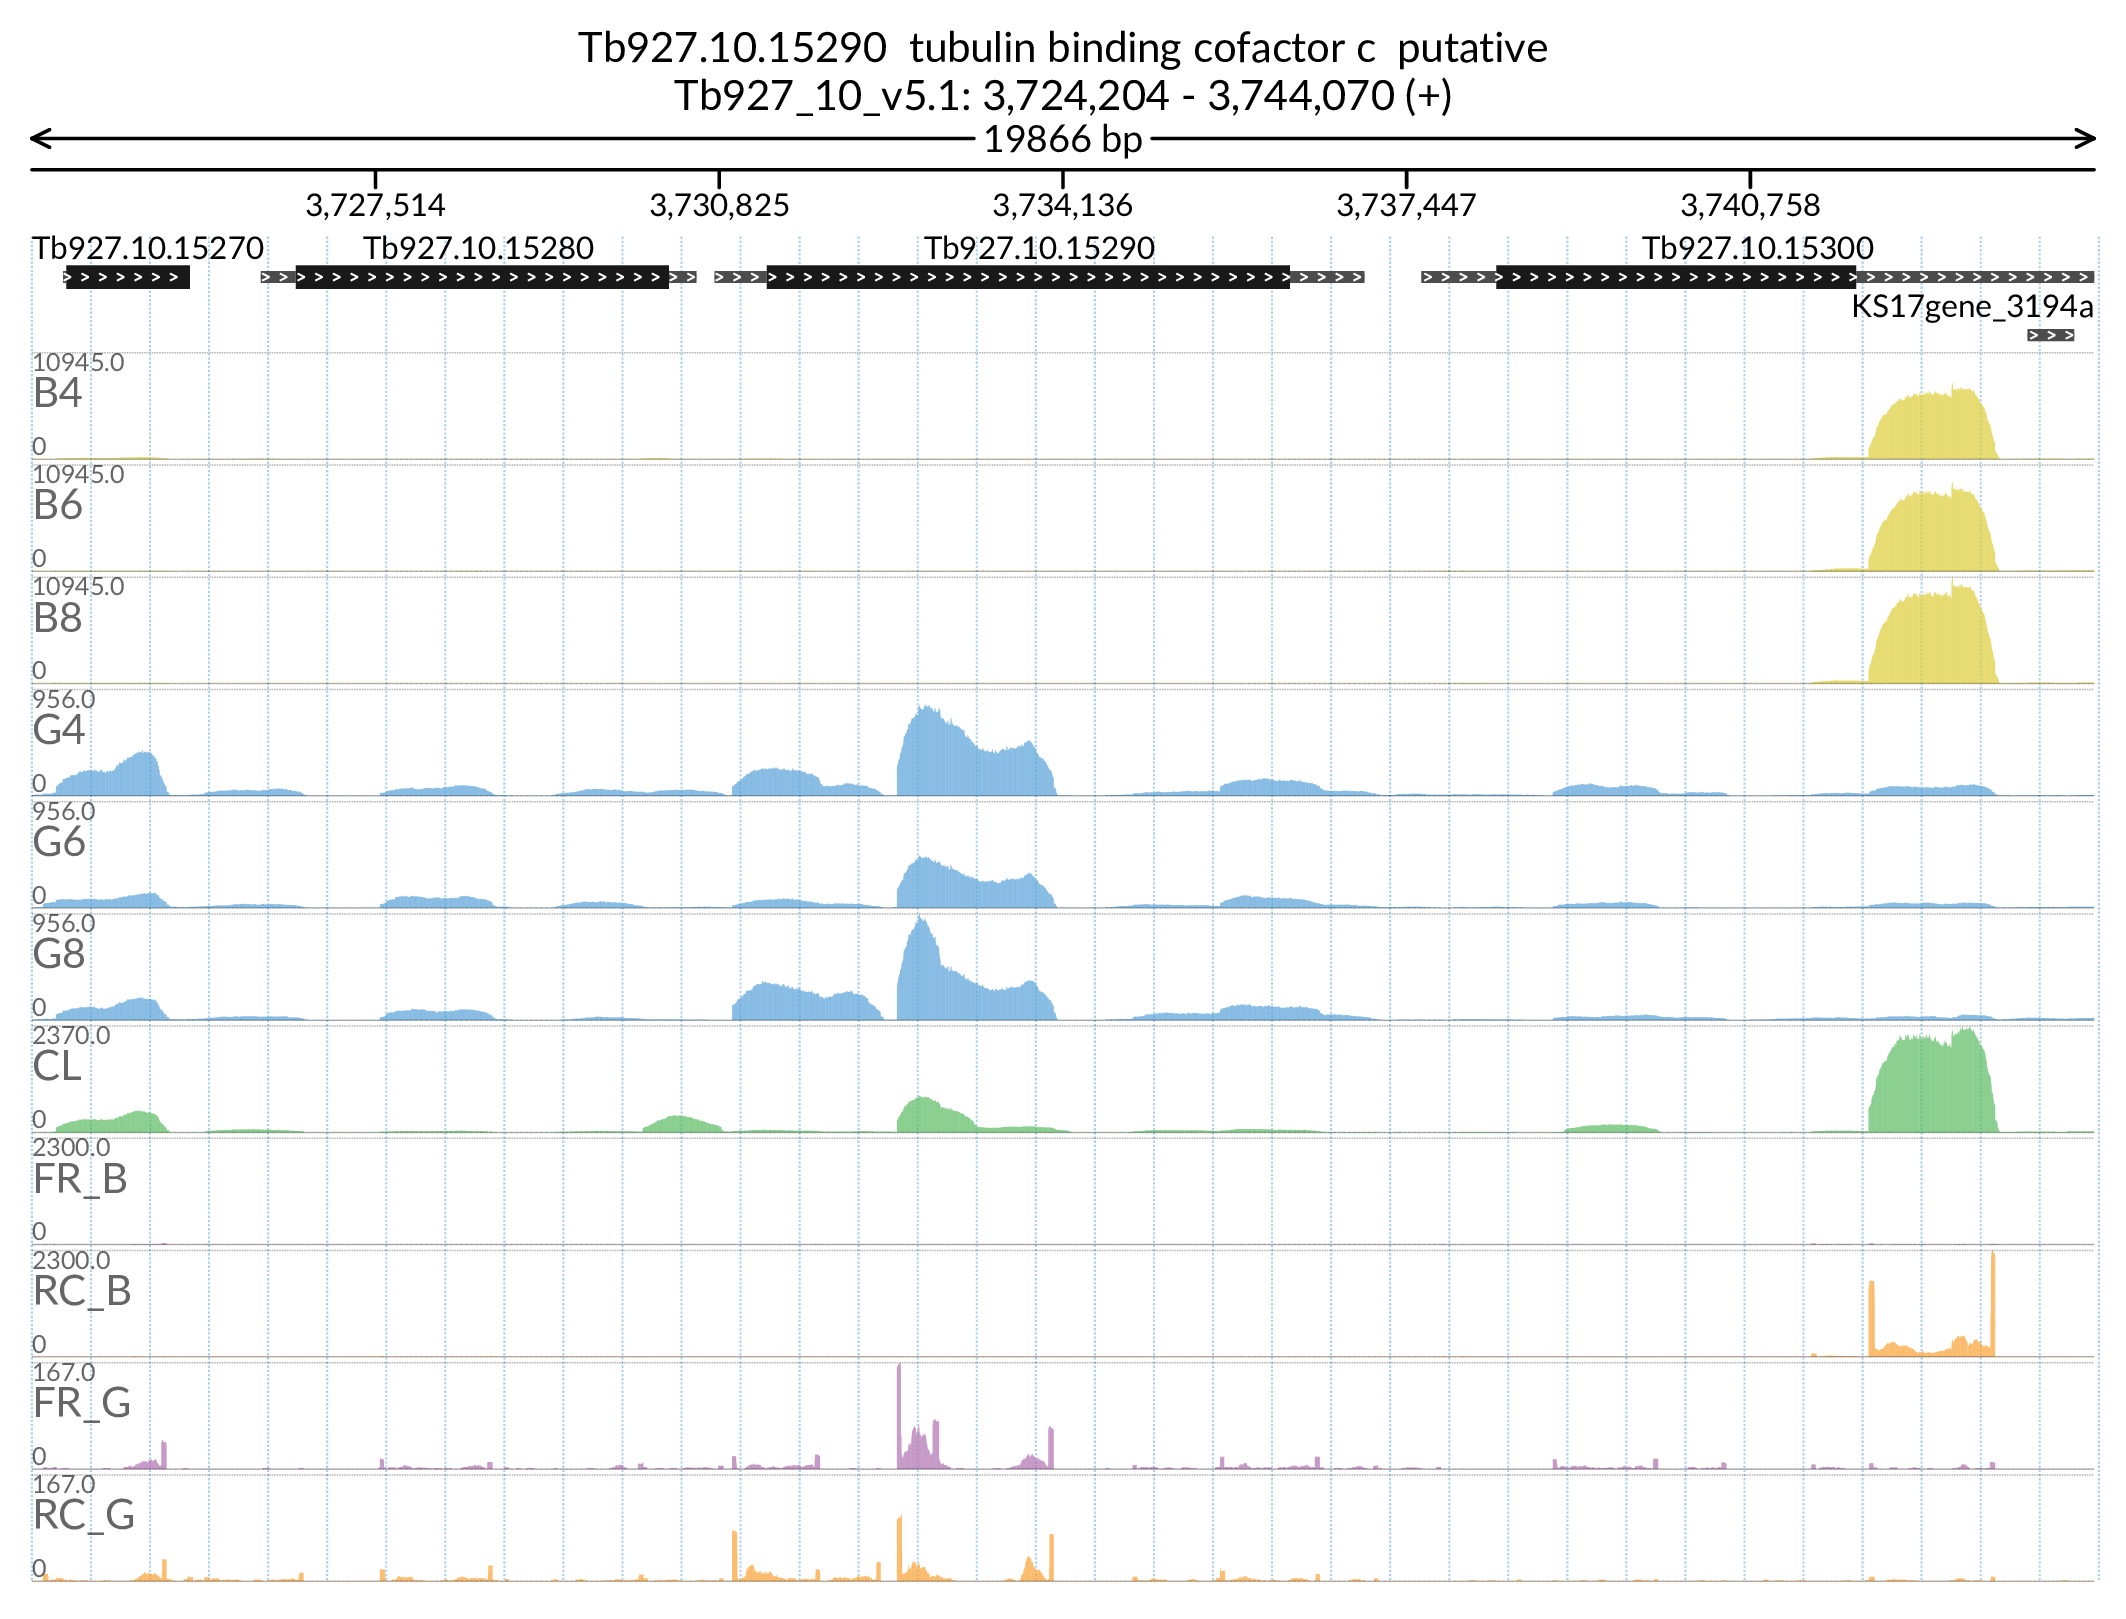 Tb927.10.15290  tubulin binding cofactor c  putative
Tb927_10_v5.1: 3,724,204 - 3,744,070 (+)
19866 bp
3,727,514 3,730,825 3,734,136 3,737,447 3,740,758
Tb927.10.15270 Tb927.10.15280 Tb927.10.15290 Tb927.10.15300
KS17gene_3194a
10945.0
B4
0
10945.0
B6
0
10945.0
B8
0
956.0
G4
0
956.0
G6
0
956.0
G8
0
2370.0
CL
0
2300.0
FR_B
0
2300.0
RC_B
0
167.0
FR_G
0
167.0
RC_G
0